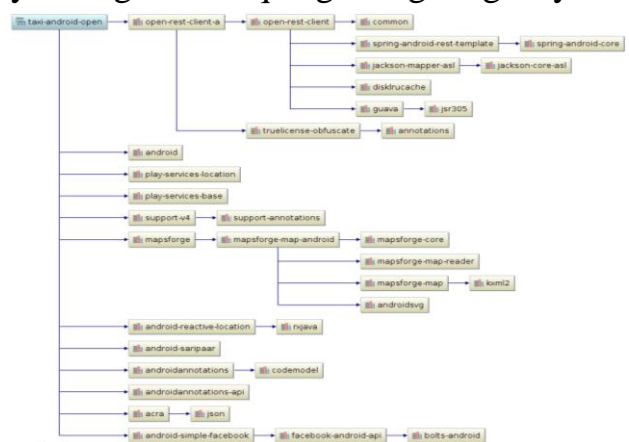 taxi-android-open open-rest-client-a open-rest-client common
spring-android-rest-template spring-android-core
jackson-mapper-asl jackson-core-asl
disklrucache
guava jsr305
truelicense-obfuscate annotations
android
play-services-location
play-services-base
support-v4 support-annotations
mapsforge mapsforge-map-android mapsforge-core
mapsforge-map-reader
mapsforge-map kxml2
androidsvg
android-reactive-location rxjava
android-saripaar
androidannotations codemodel
androidannotations-api
acra json
android-simple-facebook facebook-android-api bolts-android